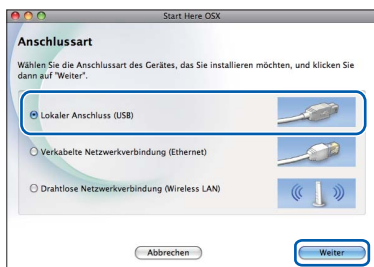 Start Here OSX
Anschlussart
Wählen Sie die Anschlussart des Gerätes, das Sie installieren möchten, und klicken Sie
dann auf "Weiter".
Lokaler Anschluss (USB)
Verkabelte Netzwerkverbindung (Ethernet)
Drahtlose Netzwerkverbindung (Wireless LAN)
Abbrechen
Weiter